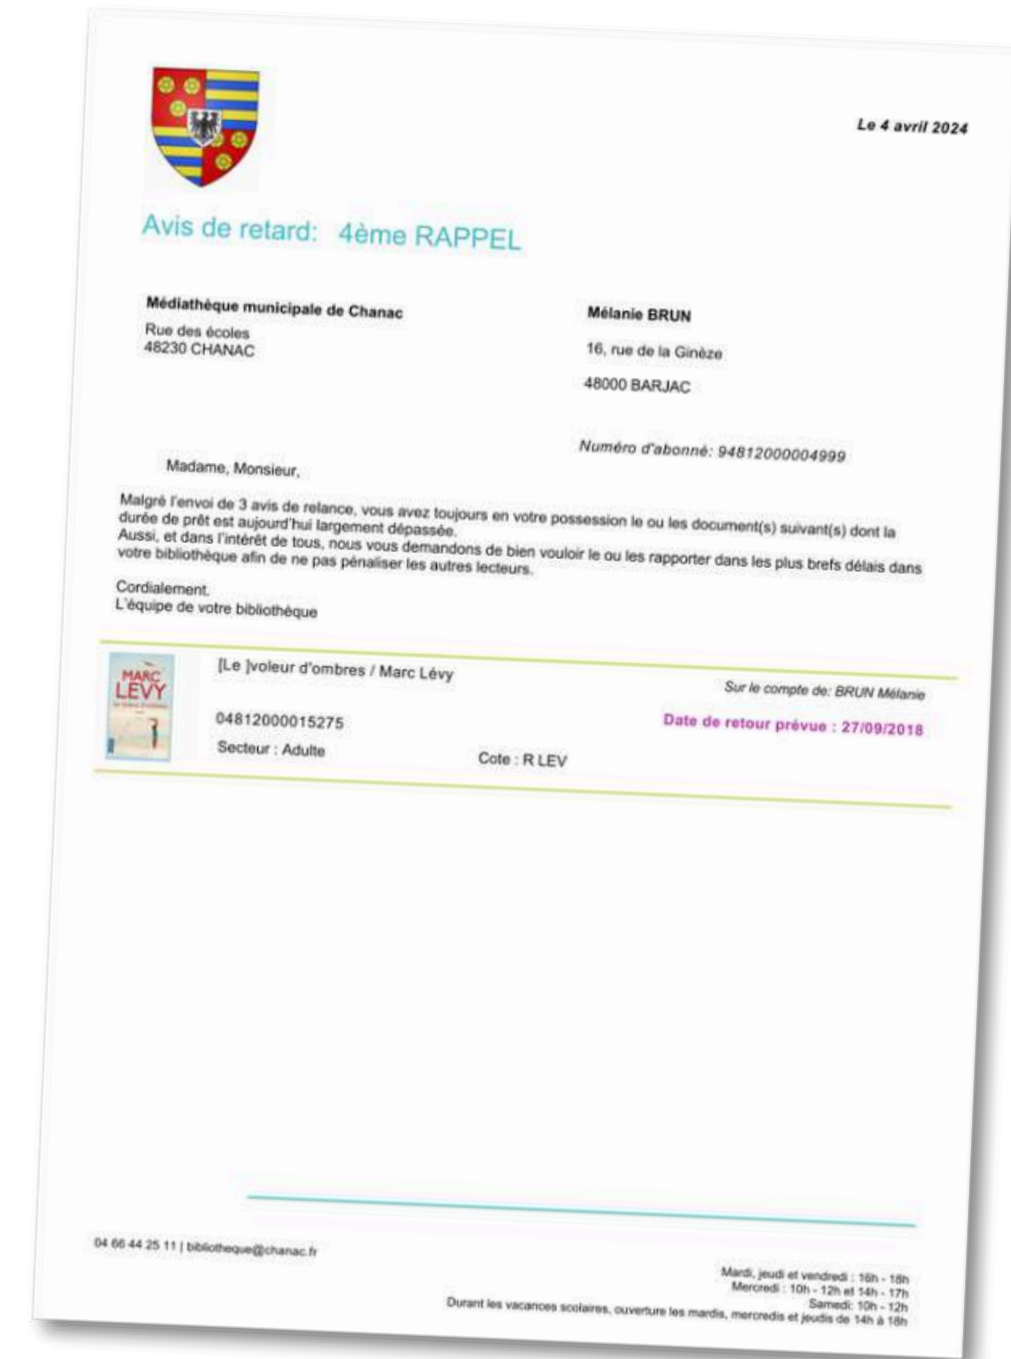 Le 4 avril 2024
Avis de retard: 4ème RAPPEL
Médiathèque municipale de Chanac
Rue des écoles
48230 CHANAC
Mélanie BRUN
16, rue de la Ginèze
48000 BARJAC
Numéro d'abonné: 94812000004999
Madame, Monsieur,
Malgré l'envoi de 3 avis de relance, vous avez toujours en votre possession le ou les document(s) suivant(s) dont la
durée de prêt est aujourd'hui largement dépassée.
Aussi, et dans l'intérêt de tous, nous vous demandons de bien vouloir le ou les rapporter dans les plus brefs délais dans
votre bibliothèque afin de ne pas pénaliser les autres lecteurs.
Cordialement.
L'équipe de votre bibliothèque
MARC
LEVY
[Le ]voleur d'ombres / Marc Lévy
Sur le compte de: BRUN Mélanie
04812000015275
Date de retour prévue : 27/09/2018
Secteur : Adulte
Cote : R LEV
04 66 44 25 11 | bibliotheque@chanac.fr
Mardi, jeudi et vendredi : 16h - 18h
Mercredi : 10h - 12h et 14h - 17h
Samedi: 10h - 12h
Durant les vacances scolaires, ouverture les mardis, mercredis et jeudis de 14h à 18h